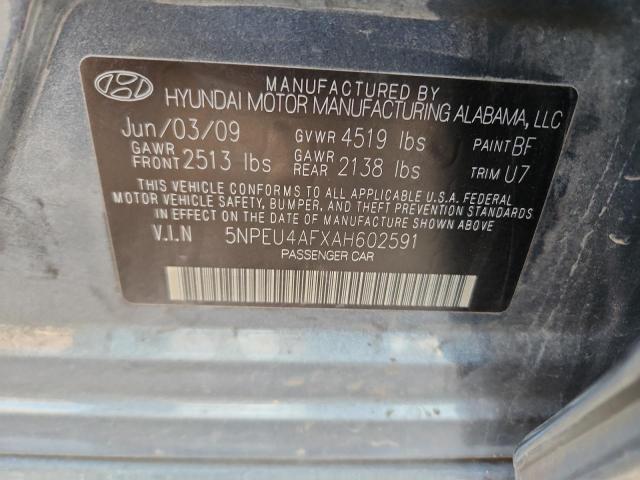 MANUFACTURED BY
HYUNDAI MOTOR MANUFACTURING ALABAMA, LLC
Jun/03/09 GVWR 4519 lbs PAINT BF
GAWR FRONT 2513 lbs GAWR REAR 2138 lbs TRIM U7
THIS VEHICLE CONFORMS TO ALL APPLICABLE U.S.A. FEDERAL
MOTOR VEHICLE SAFETY, BUMPER, AND THEFT PREVENTION STANDARDS
IN EFFECT ON THE DATE OF MANUFACTURE SHOWN ABOVE.
V.I.N 5NPEU4AFXAH602591
PASSENGER CAR